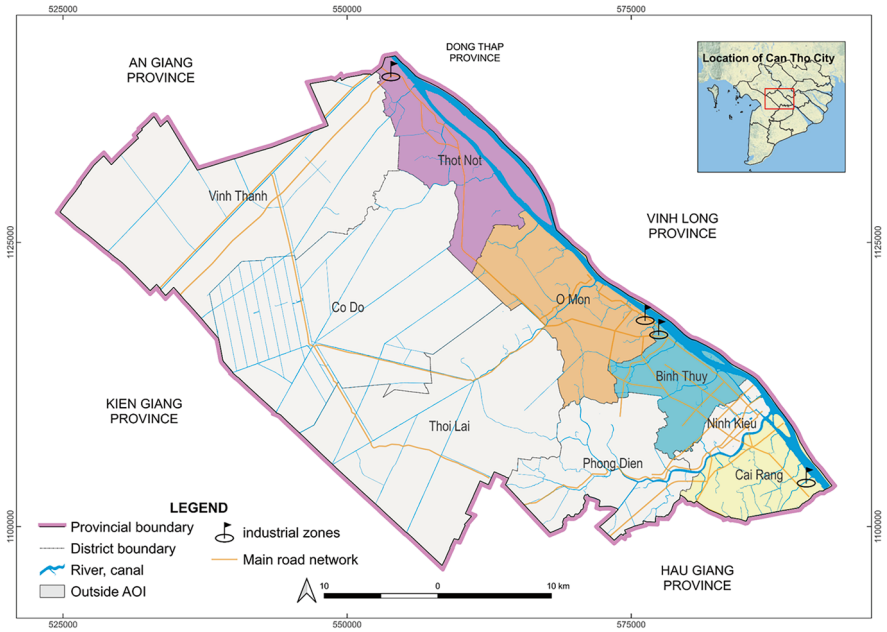 525000
550000
575000
AN GIANG
PROVINCE
DONG THAP
PROVINCE
Location of Can Tho City
Thot Not
Vinh Thanh
VINH LONG
PROVINCE
1125000
1125000
Co Do
O Mon
Binh Thuy
KIEN GIANG
PROVINCE
Thoi Lai
Ninh Kieu
Phong Dien
Cai Rang
LEGEND
Provincial boundary
District boundary
River, canal
Outside AOI
industrial zones
Main road network
1100000
1100000
HAU GIANG
PROVINCE
10
0
10 km
525000
550000
575000